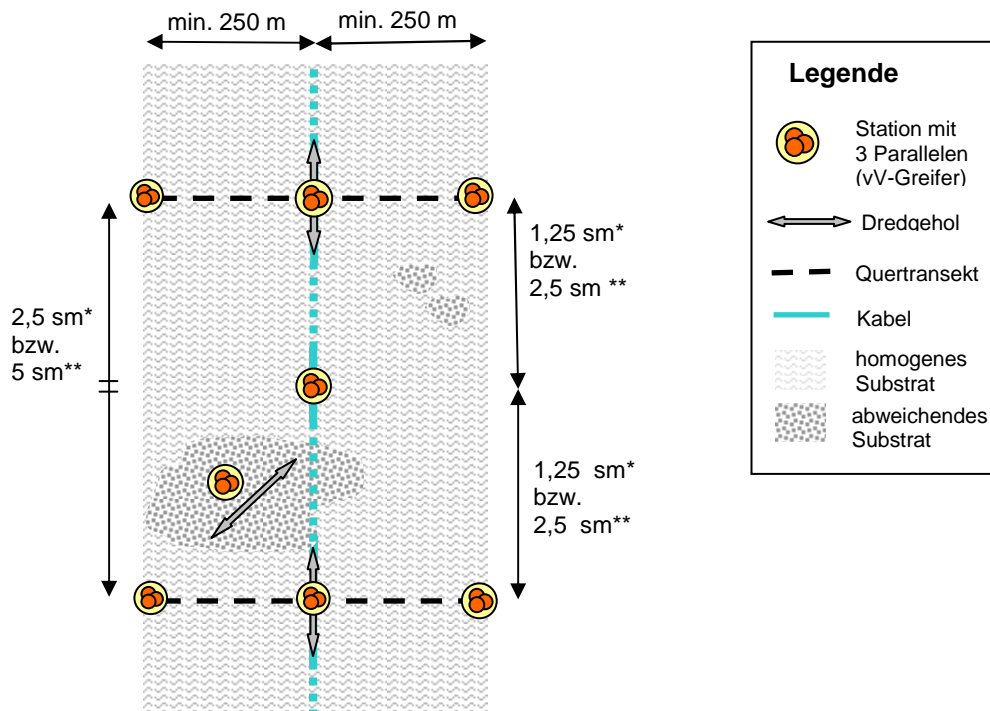 min. 250 m
min. 250 m
2,5 sm*
bzw.
5 sm**
1,25 sm*
bzw.
2,5 sm **
1,25 sm*
bzw.
2,5 sm**
Legende
Station mit
3 Parallelen
(vV-Greifer)
Dredgehol
Quertransekt
Kabel
homogenes
Substrat
abweichendes
Substrat